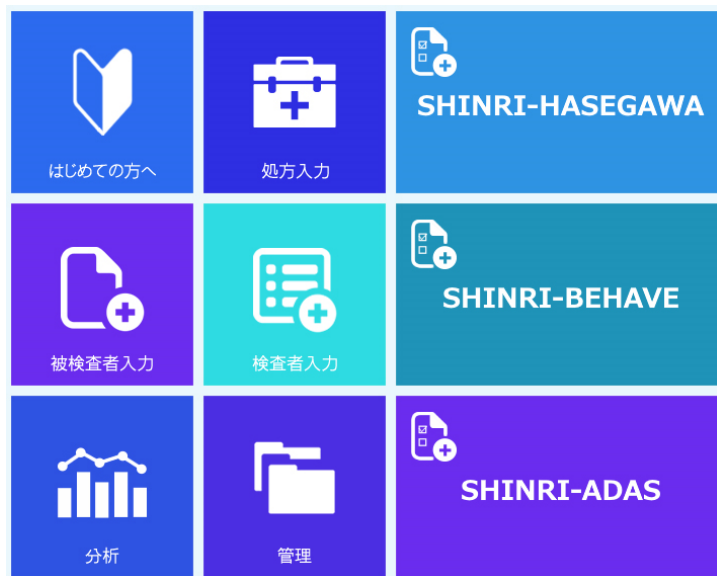 はじめての方へ
処方入力
SHINRI-HASEGAWA
被検査者入力
検査者入力
SHINRI-BEHAVE
分析
管理
SHINRI-ADAS